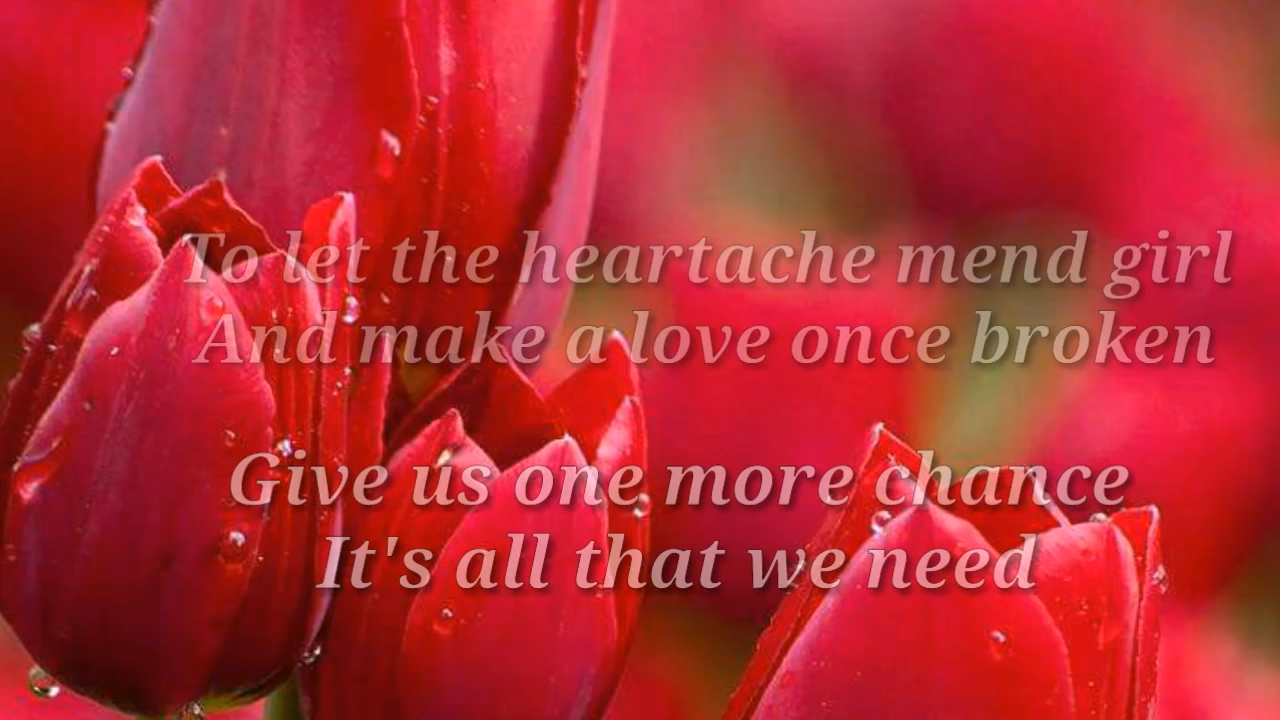 To let the heartache mend girl
And make a love once broken
Give us one more chance
It's all that we need